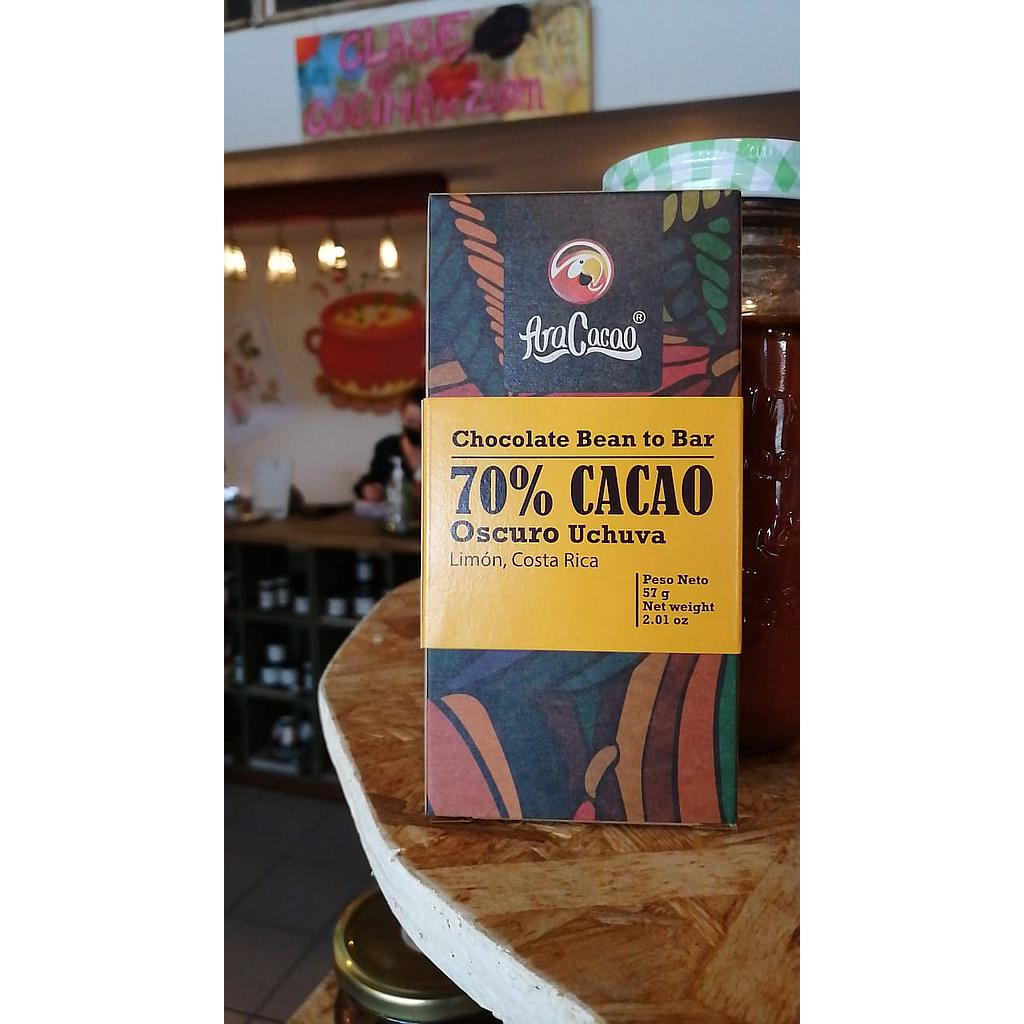 CLASE
COCINA x ZOOM
AraCacao®
Chocolate Bean to Bar
70% CACAO
Oscuro Uchuva
Limón, Costa Rica
Peso Neto
57 g
Net weight
2.01 oz